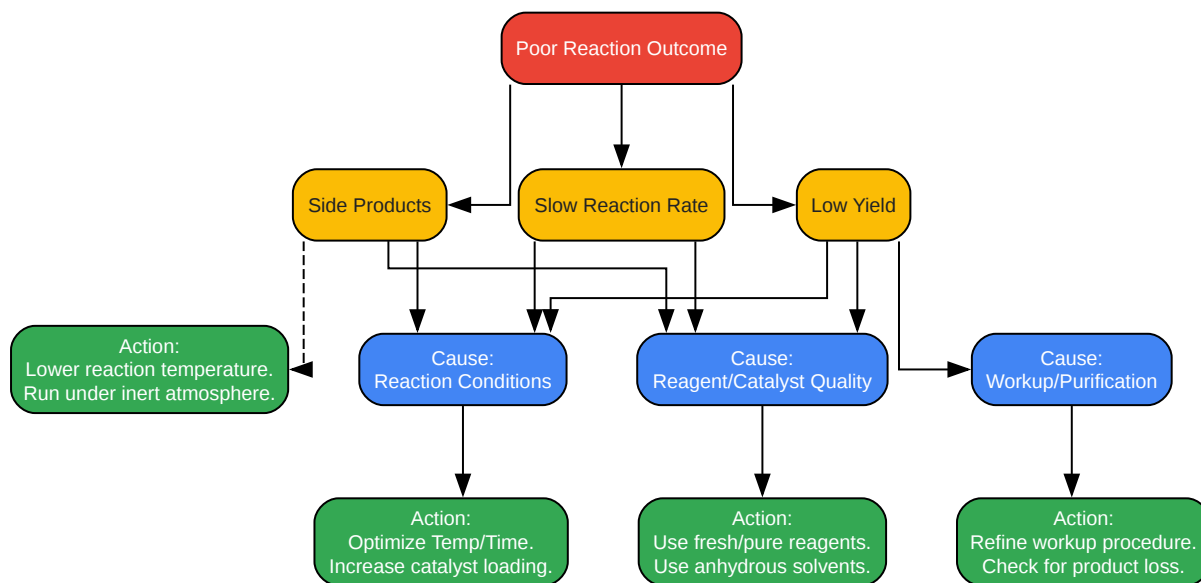 Poor Reaction Outcome
Side Products
Slow Reaction Rate
Low Yield
Action:
Lower reaction temperature.
Run under inert atmosphere.
Cause:
Reaction Conditions
Cause:
Reagent/Catalyst Quality
Cause:
Workup/Purification
Action:
Optimize Temp/Time.
Increase catalyst loading.
Action:
Use fresh/pure reagents.
Use anhydrous solvents.
Action:
Refine workup procedure.
Check for product loss.